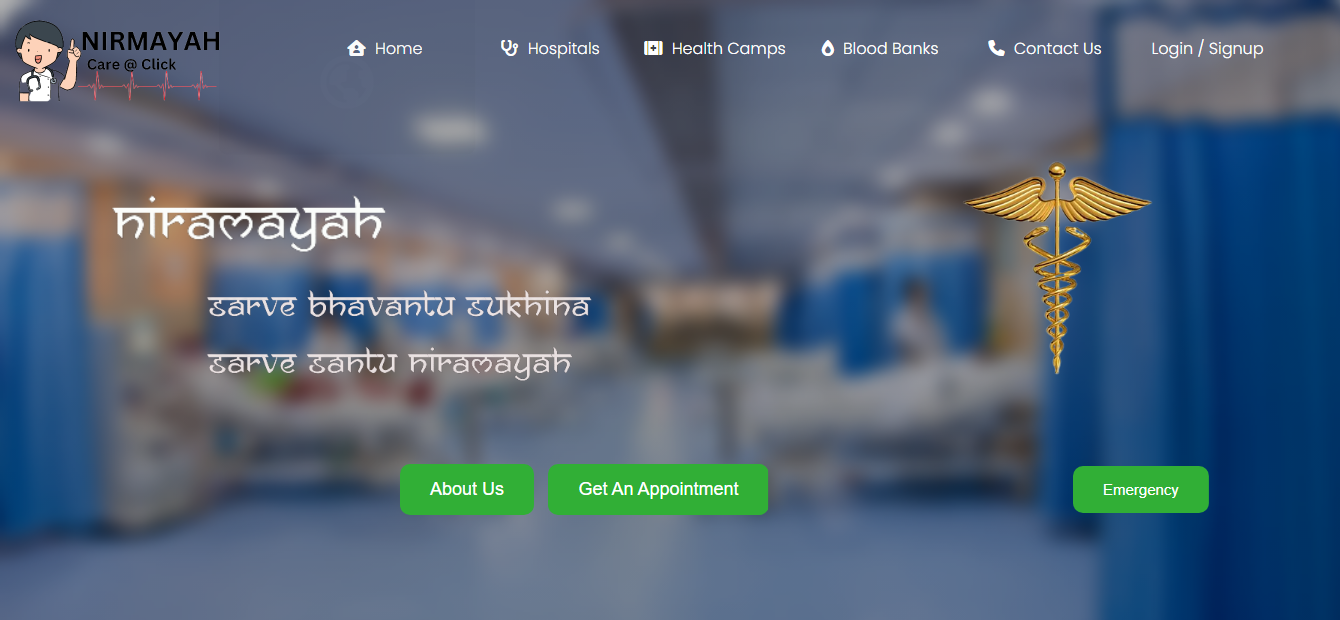 NIRMAYAH
Care @ Click
Home
Hospitals
Health Camps
Blood Banks
Contact Us
Login / Signup
Niramayah
Sarve Bhavantu Sukhina
Sarve Santu Niramayah
About Us
Get An Appointment
Emergency